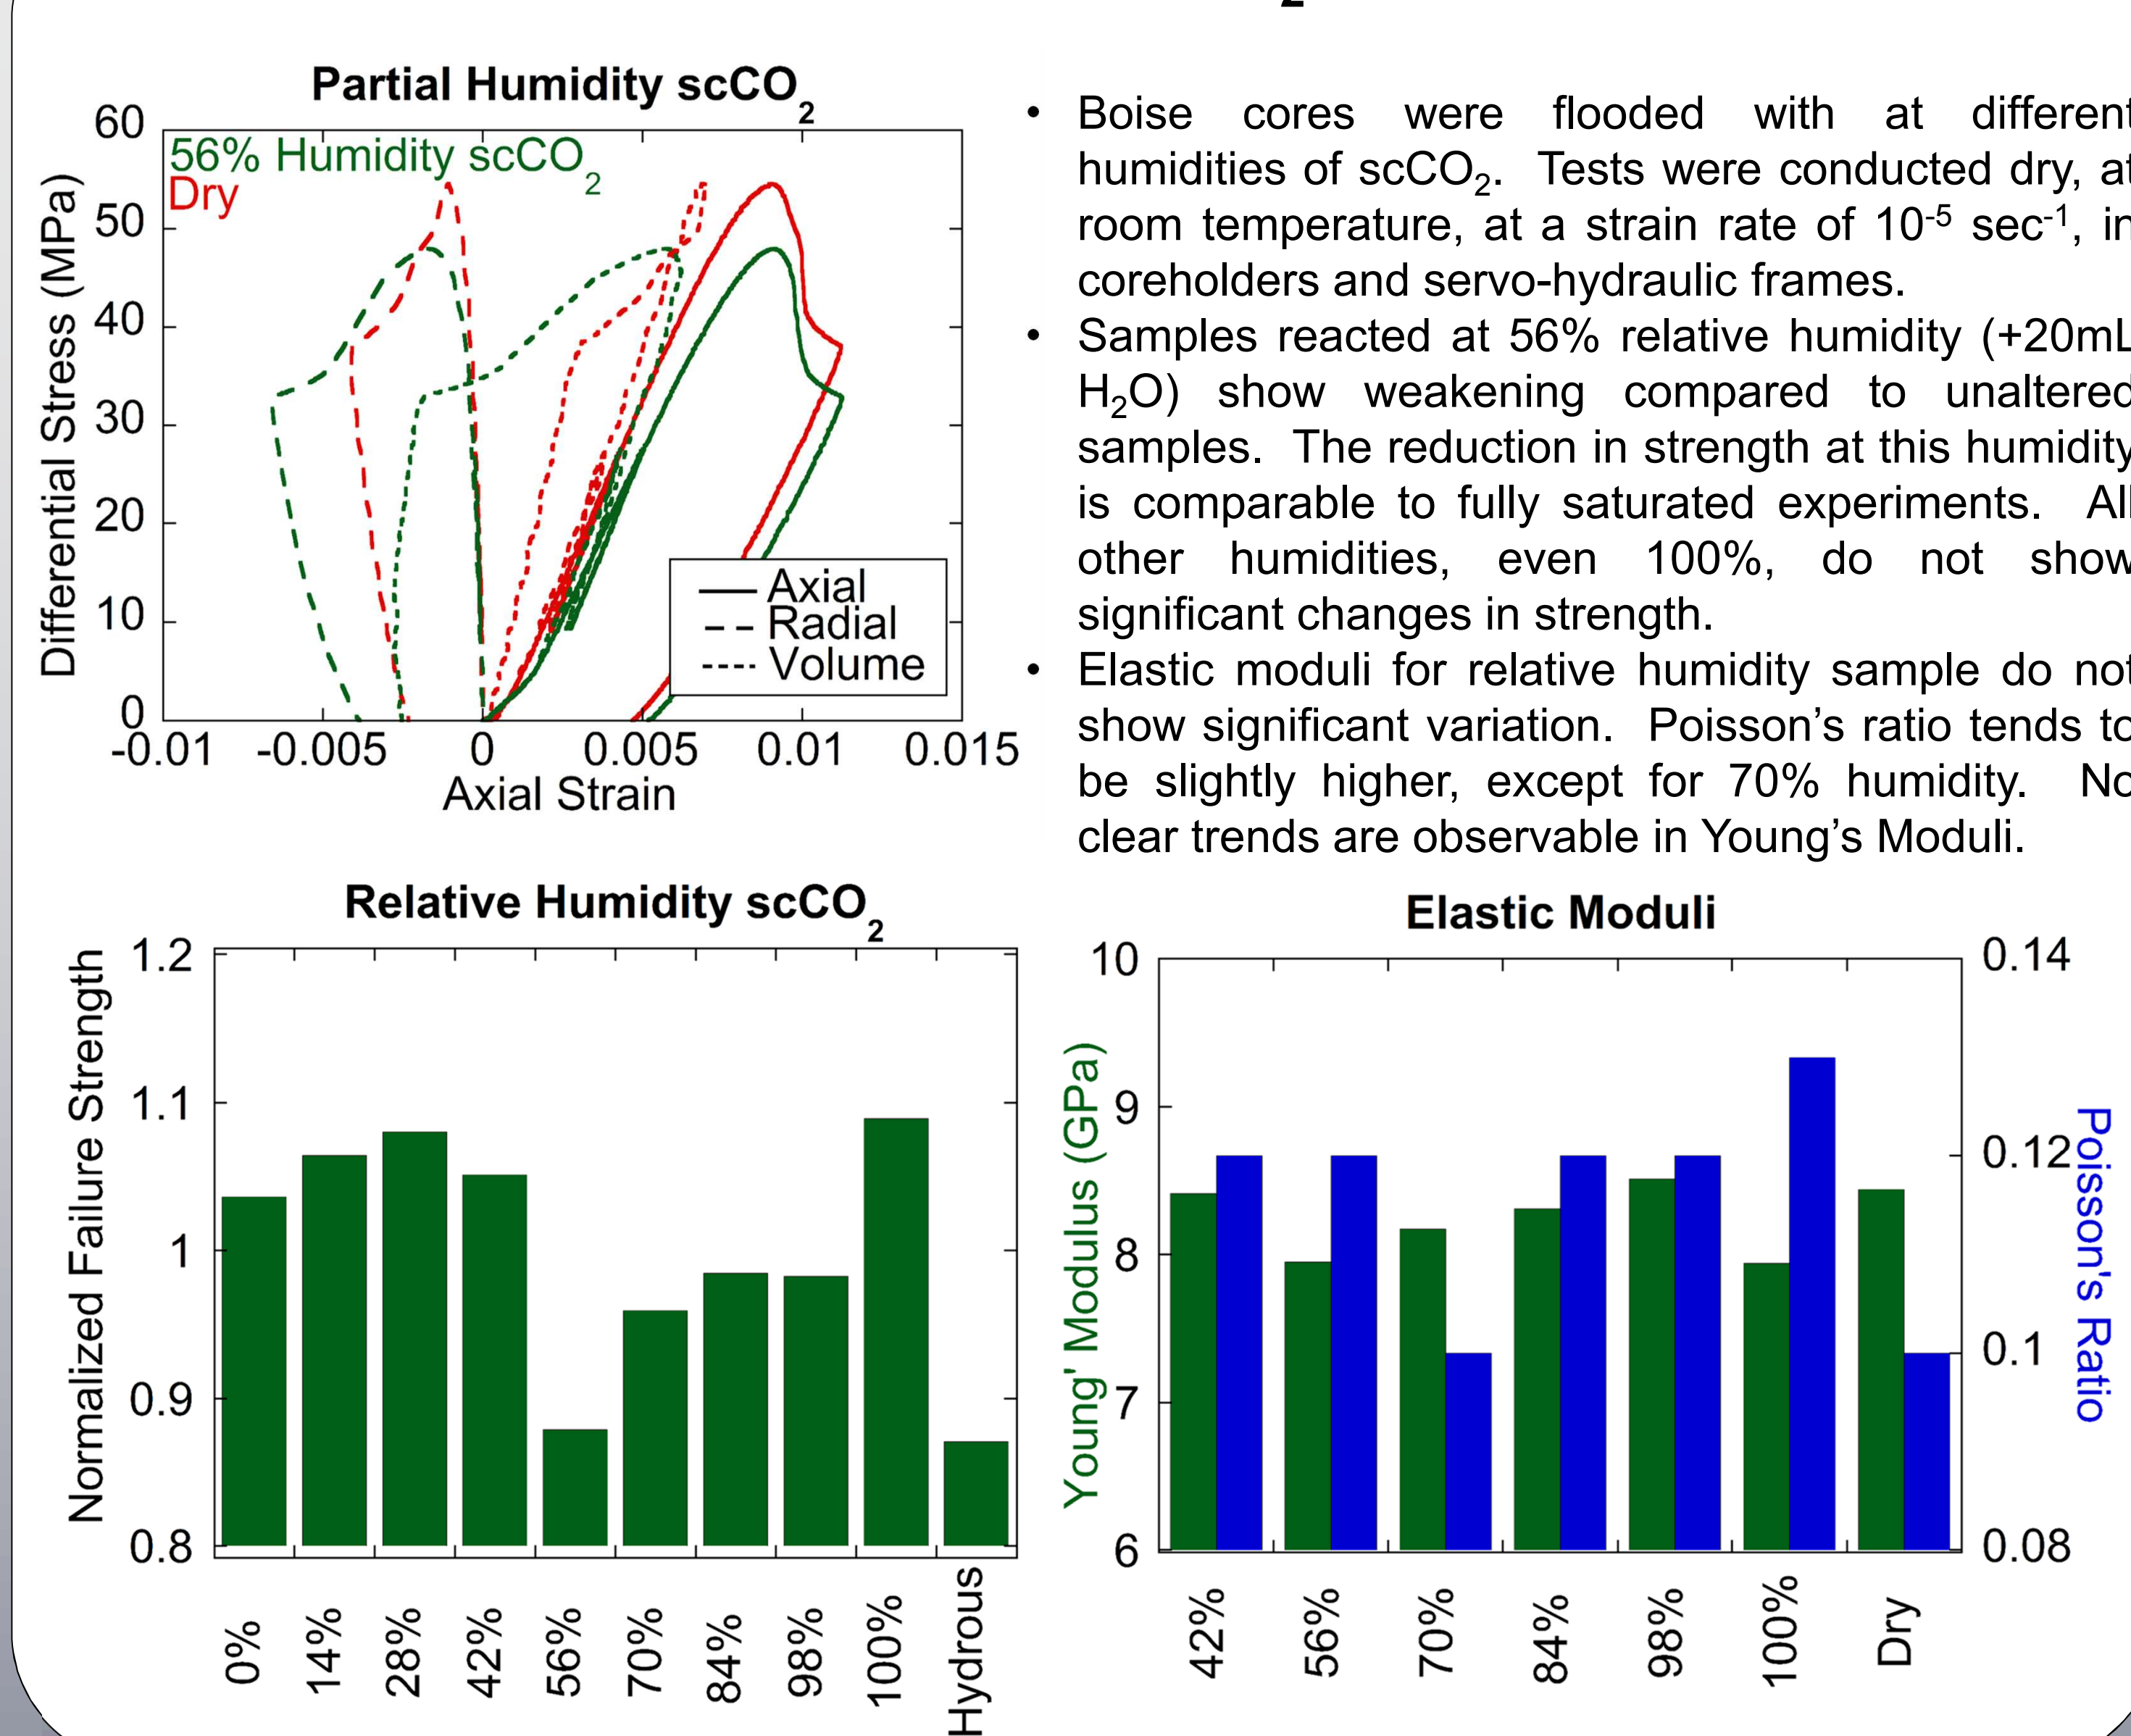 2
Partial Humidity scCO2
60
56% Humidity scCO2
Dry
50
40
30
20
10
0
Differential Stress (MPa)
Axial
Radial
Volume
-0.01 -0.005 0 0.005 0.01 0.015
Axial Strain
• Boise cores were flooded with at different
humidities of scCO2. Tests were conducted dry, at
room temperature, at a strain rate of 10-5 sec-1, in
coreholders and servo-hydraulic frames.
• Samples reacted at 56% relative humidity (+20mL
H2O) show weakening compared to unaltered
samples. The reduction in strength at this humidity
is comparable to fully saturated experiments. All
other humidities, even 100%, do not show
significant changes in strength.
• Elastic moduli for relative humidity sample do not
show significant variation. Poisson’s ratio tends to
be slightly higher, except for 70% humidity. No
clear trends are observable in Young’s Moduli.
Relative Humidity scCO2
Normalized Failure Strength
1.2
1.1
1
0.9
0.8
0% 14% 28% 42% 56% 70% 84% 98% 100% Hydrous
Elastic Moduli
Young' Modulus (GPa)
10
9
8
7
6
0.14
0.12
0.1
0.08
Poisson's Ratio
42% 56% 70% 84% 98% 100% Dry